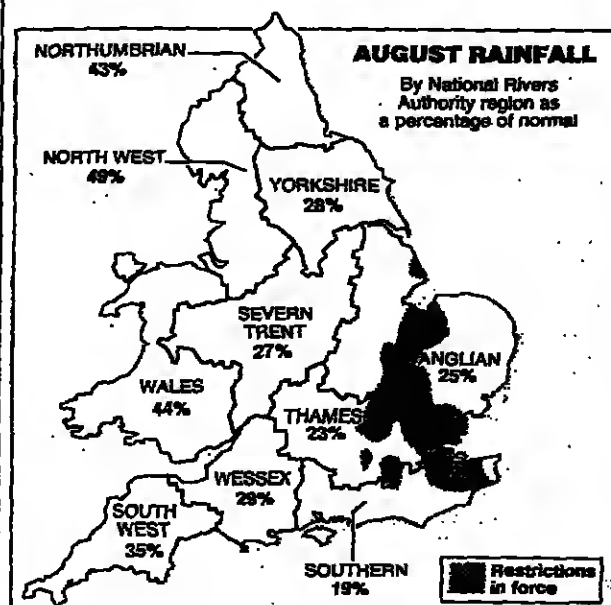 AUGUST RAINFALL
By National Rivers
Authority region as
a percentage of normal
NORTHUMBRIAN
43%
NORTH WEST
49%
YORKSHIRE
28%
SEVERN
TRENT
27%
ANGLIAN
25%
WALES
44%
THAMES
23%
WESSEX
29%
SOUTH
WEST
35%
SOUTHERN
19%
Restrictions
in force